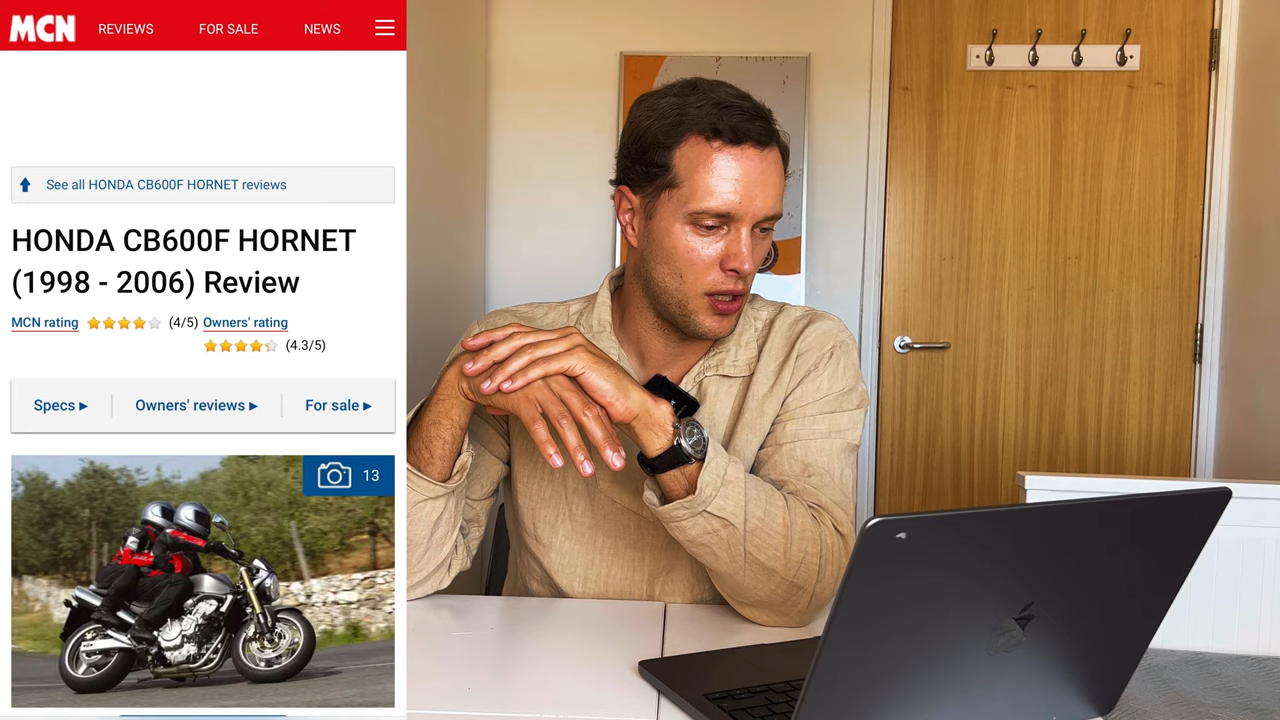 MCN REVIEWS FOR SALE NEWS
See all HONDA CB600F HORNET reviews
HONDA CB600F HORNET
(1998 - 2006) Review
MCN rating (4/5) Owners' rating
(4.3/5)
Specs ▸ Owners' reviews ▸ For sale ▸
13